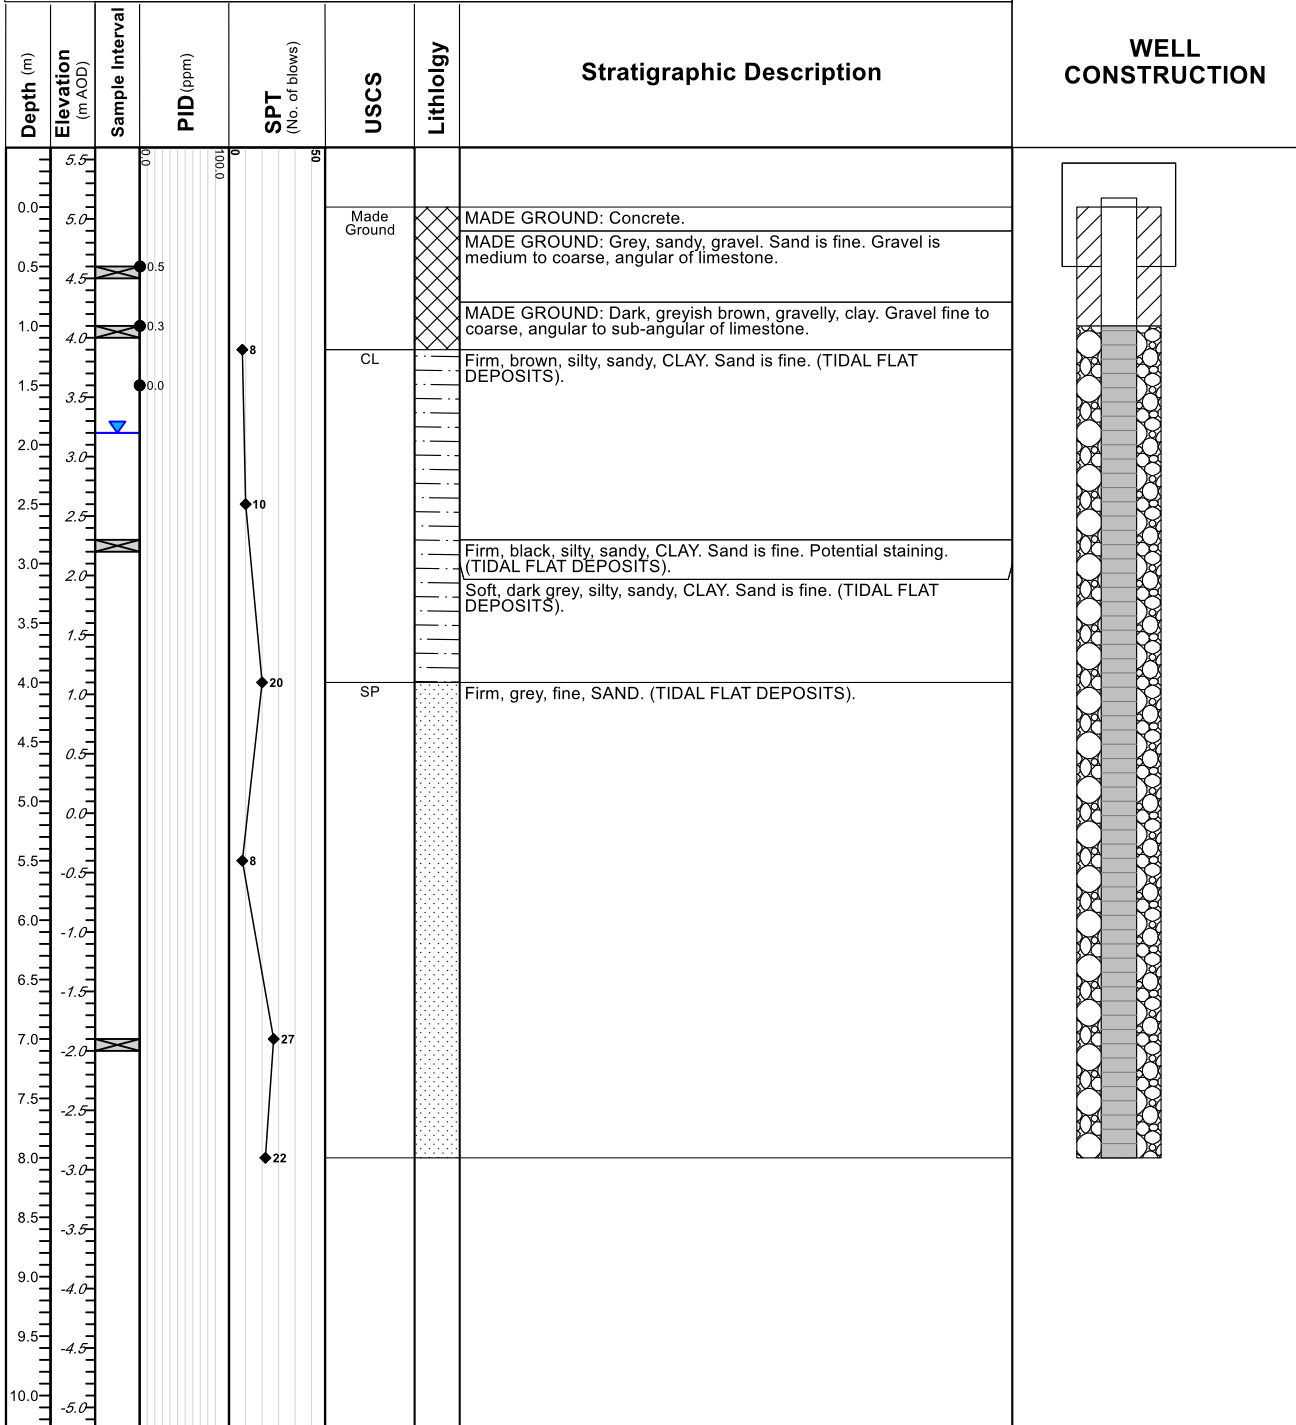 Depth (m)
Elevation
(m AOD)
Sample Interval
PID (ppm)
SPT
(No. of blows)
USCS
Litholgy
Stratigraphic Description
WELL
CONSTRUCTION
0.0
100.0
0
50
5.5
0.0
5.0
0.5
4.5
1.0
4.0
1.5
3.5
2.0
3.0
2.5
2.5
3.0
2.0
3.5
1.5
4.0
1.0
4.5
0.5
5.0
0.0
5.5
-0.5
6.0
-1.0
6.5
-1.5
7.0
-2.0
7.5
-2.5
8.0
-3.0
8.5
-3.5
9.0
-4.0
9.5
-4.5
10.0
-5.0
0.5
0.3
0.0
8
10
20
8
27
22
Made
Ground
MADE GROUND: Concrete.
MADE GROUND: Grey, sandy, gravel. Sand is fine. Gravel is
medium to coarse, angular of limestone.
MADE GROUND: Dark, greyish brown, gravelly, clay. Gravel fine to
coarse, angular to sub-angular of limestone.
CL
Firm, brown, silty, sandy, CLAY. Sand is fine. (TIDAL FLAT
DEPOSITS).
Firm, black, silty, sandy, CLAY. Sand is fine. Potential staining.
(TIDAL FLAT DEPOSITS).
Soft, dark grey, silty, sandy, CLAY. Sand is fine. (TIDAL FLAT
DEPOSITS).
SP
Firm, grey, fine, SAND. (TIDAL FLAT DEPOSITS).